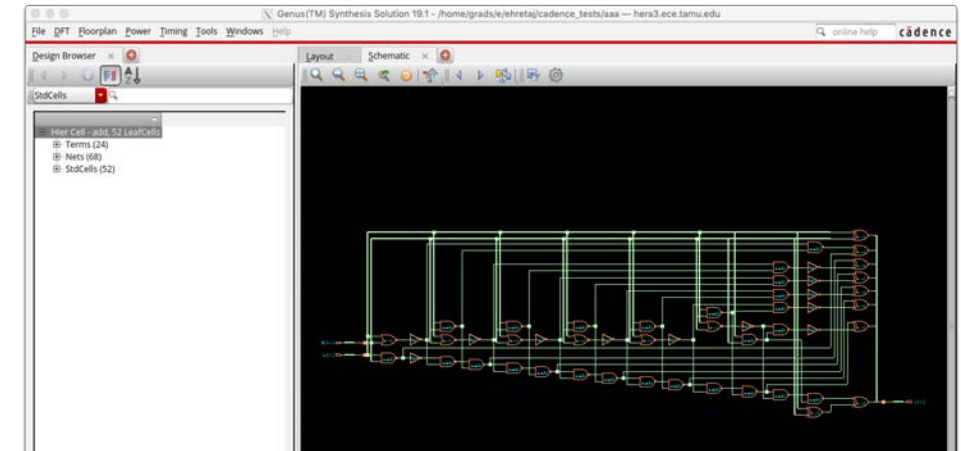 Genus(TM) Synthesis Solution 19.1 - /home/grads/e/ehretaj/cadence_tests/aaa — hera3.ece.tamu.edu
File DFT Floorplan Power Timing Tools Windows Help
online help
cādence
Design Browser
Layout
Schematic
StdCells
Hier Cell - add, 52 LeafCells
Terms (24)
Nets (68)
StdCells (52)